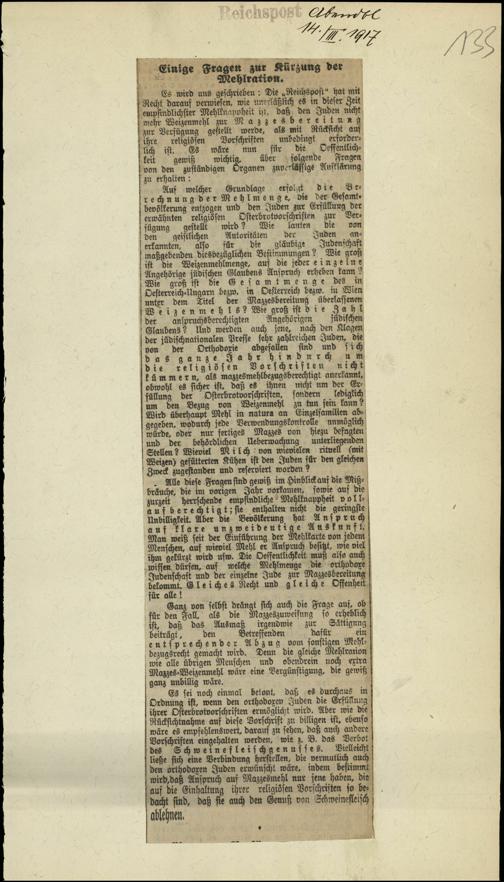 Reichspost
Abendbl
14./III. 1917
133
Einige Fragen zur Kürzung der
Mehlration.
Es wird uns geschrieben: Die „Reichspost" hat mit
Recht darauf verwiesen, wie unerläßlich es in dieser Zeit
empfindlichster Mehlknappheit ist, daß den Juden nicht
mehr Weizenmehl zur Mazzesbereitung
zur Verfügung gestellt werde, als mit Rücksicht auf
ihre religiösen Vorschriften unbedingt erforder-
lich ist. Es wäre nun für die Oeffentlich-
keit gewiß wichtig, über folgende Fragen
von den zuständigen Organen zuverlässige Aufklärung
zu erhalten:
Auf welcher Grundlage erfolgt die Be-
rechnung der Mehlmenge, die der Gesamt-
bevölkerung entzogen und den Juden zur Erfüllung der
erwähnten religiösen Osterbrotvorschriften zur Ver-
fügung gestellt wird? Wie lauten die von
den geistlichen Autoritäten der Juden an-
erkannten, also für die gläubige Judenschaft
maßgebenden diesbezüglichen Bestimmungen? Wie groß
ist die Weizenmehlmenge, auf die jeder einzelne
Angehörige jüdischen Glaubens Anspruch erheben kann?
Wie groß ist die Gesamtmenge des in
Oesterreich-Ungarn bezw. in Oesterreich bezw. in Wien
unter dem Titel der Mazzesbereitung überlassenen
Weizenmehls? Wie groß ist die Zahl
der anspruchsberechtigten Angehörigen jüdischen
Glaubens? Und werden auch jene, nach den Klagen
der jüdischnationalen Presse sehr zahlreichen Juden, die
von der Orthodoxie abgefallen sind und sich
das ganze Jahr hindurch um
die religiösen Vorschriften nicht
kümmern, als mazzesmehlbezugsberechtigt anerkannt,
obwohl es sicher ist, daß es ihnen nicht um der Er-
füllung der Osterbrotvorschriften, sondern lediglich
um den Bezug von Weizenmehl zu tun sein kann?
Wird überhaupt Mehl in natura an Einzelfamilien ab-
gegeben, wodurch jede Verwendungskontrolle unmöglich
würde, oder nur fertiges Mazzes von hiezu befugten
und der behördlichen Ueberwachung unterliegenden
Stellen? Wieviel Milch von wievielen rituell (mit
Weizen) gefütterten Kühen ist den Juden für den gleichen
Zweck zugestanden und reserviert worden?
Alle diese Fragen sind gewiß im Hinblick auf die Miß-
bräuche, die im vorigen Jahr vorkamen, sowie auf die
zurzeit herrschende empfindliche Mehlknappheit voll-
auf berechtigt; sie enthalten nicht die geringste
Unbilligkeit. Aber die Bevölkerung hat Anspruch
auf klare unzweideutige Auskunft.
Man weiß seit der Einführung der Mehlkarte von jedem
Menschen, auf wieviel Mehl er Anspruch besitzt, wie viel
ihm gekürzt wird usw. Die Oeffentlichkeit muß also auch
wissen dürfen, auf welche Mehlmenge die orthodoxe
Judenschaft und der einzelne Jude zur Mazzesbereitung
bekommt. Gleiches Recht und gleiche Offenheit
für alle!
Ganz von selbst drängt sich auch die Frage auf, ob
für den Fall, als die Mazzeszuweisung so erheblich
ist, daß das Ausmaß irgendwie zur Sättigung
beiträgt, den Betreffenden dafür ein
entsprechender Abzug vom sonstigen Mehl-
bezugsrecht gemacht wird. Denn die gleiche Mehlration
wie alle übrigen Menschen und obendrein noch extra
Mazzes-Weizenmehl wäre eine Vergünstigung, die gewiß
ganz unbillig wäre.
Es sei noch einmal betont, daß es durchaus in
Ordnung ist, wenn den orthodoxen Juden die Erfüllung
ihrer Osterbrotvorschriften ermöglicht wird. Aber wie die
Rücksichtnahme auf diese Vorschrift zu billigen ist, ebenso
wäre es empfehlenswert, darauf zu sehen, daß auch andere
Vorschriften eingehalten werden, wie z. B. das Verbot
des Schweinefleischgenusses. Vielleicht
ließe sich eine Verbindung herstellen, die vermutlich auch
den orthodoxen Juden erwünscht wäre, indem bestimmt
wird, daß Anspruch auf Mazzesmehl nur jene haben, die
auf die Einhaltung ihrer religiösen Vorschriften so be-
dacht sind, daß sie auch den Genuß von Schweinefleisch
ablehnen.